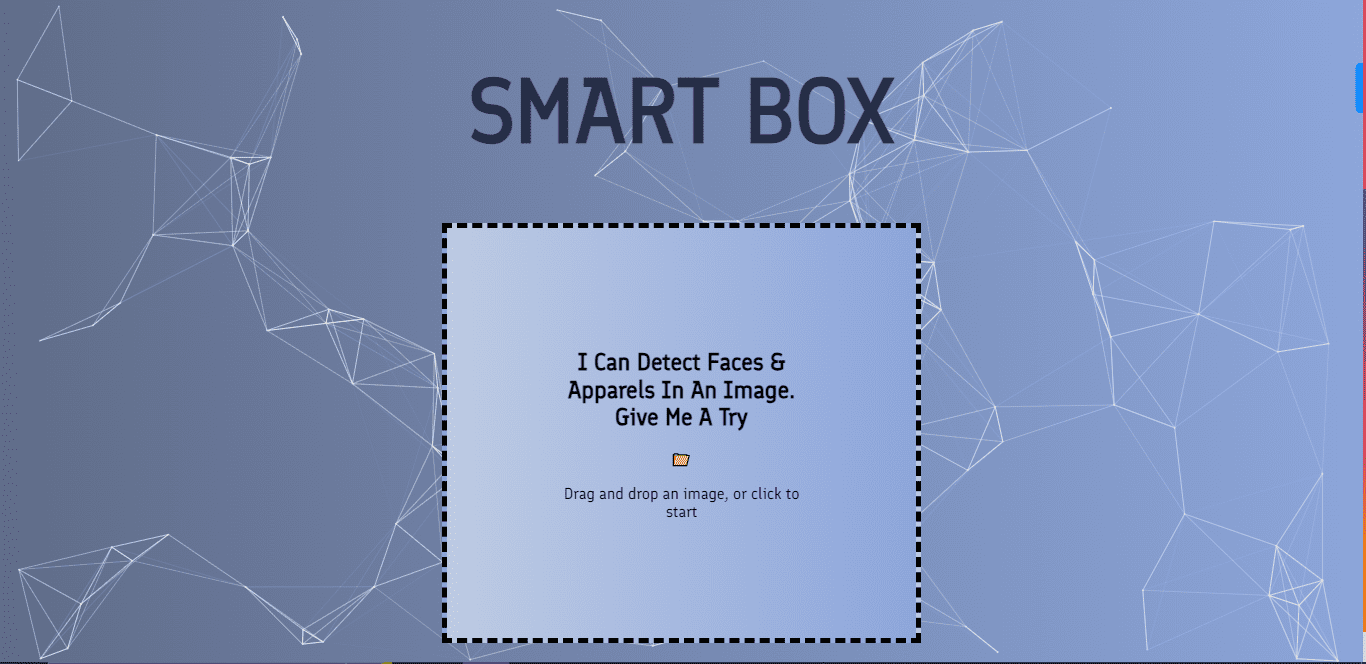 SMART BOX
I Can Detect Faces &
Apparels In An Image.
Give Me A Try
Drag and drop an image, or click to
start